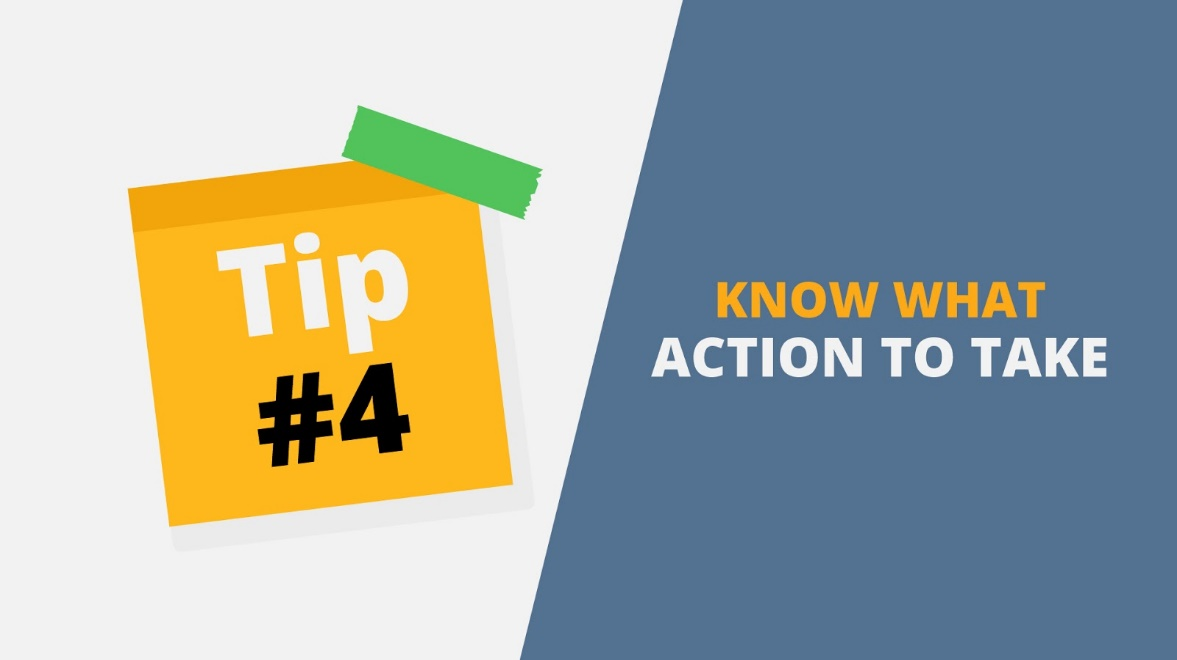 Tip
#4
KNOW WHAT
ACTION TO TAKE